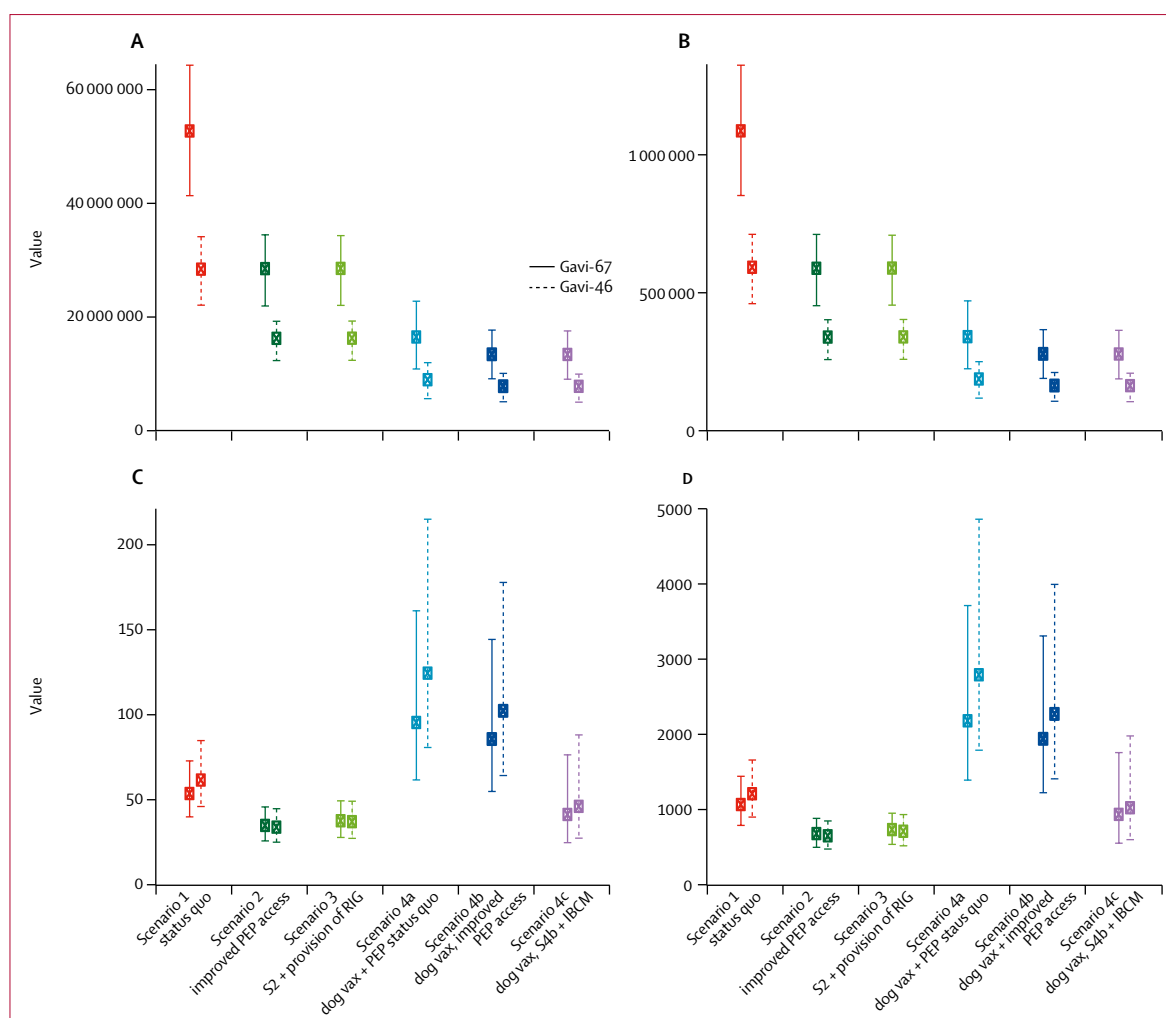 A
B
60 000 000
40 000 000
20 000 000
0
Value
Gavi-67
Gavi-46
1 000 000
500 000
0
C
D
200
150
100
50
0
Value
5000
4000
3000
2000
1000
0
Scenario 1
status quo
Scenario 2
improved PEP access
Scenario 3
S2 + provision of RIG
Scenario 4a
dog vax + PEP status quo
Scenario 4b
dog vax, improved
PEP access
Scenario 4c
dog vax, S4b + IBCM
Scenario 1
status quo
Scenario 2
improved PEP access
Scenario 3
S2 + provision of RIG
Scenario 4a
dog vax + PEP status quo
Scenario 4b
dog vax + improved
PEP access
Scenario 4c
dog vax, S4b + IBCM